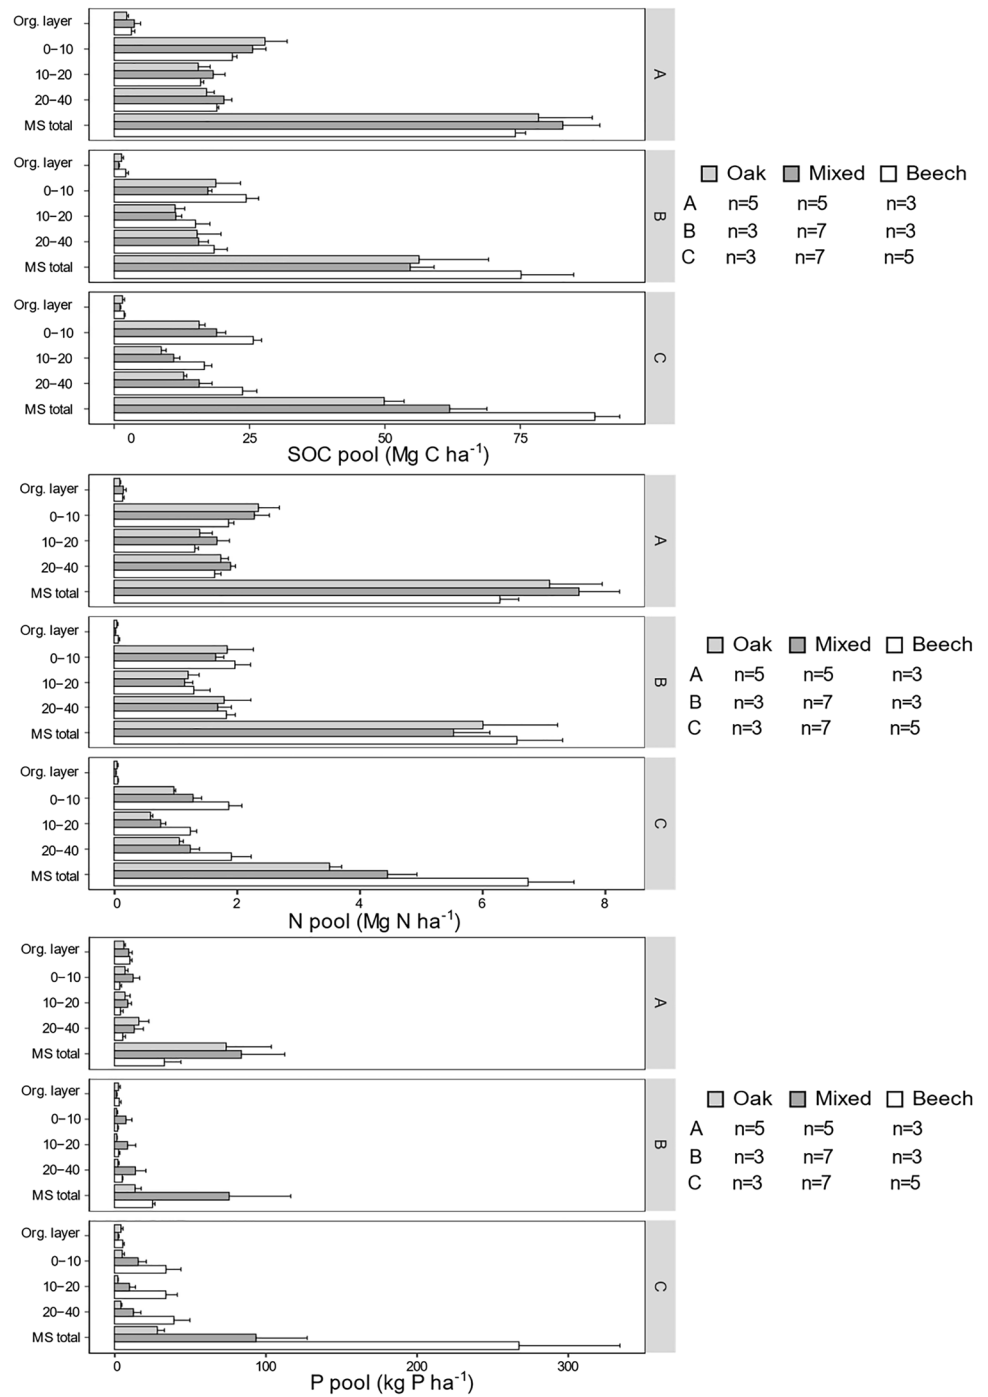 Org. layer
0−10
10−20
20−40
MS total
A
Org. layer
0−10
10−20
20−40
MS total
B
Oak Mixed Beech
A n=5 n=5 n=3
B n=3 n=7 n=3
C n=3 n=7 n=5
Org. layer
0−10
10−20
20−40
MS total
C
0 25 50 75
SOC pool (Mg C ha-1)
Org. layer
0−10
10−20
20−40
MS total
A
Org. layer
0−10
10−20
20−40
MS total
B
Oak Mixed Beech
A n=5 n=5 n=3
B n=3 n=7 n=3
C n=3 n=7 n=5
Org. layer
0−10
10−20
20−40
MS total
C
0 2 4 6 8
N pool (Mg N ha-1)
Org. layer
0−10
10−20
20−40
MS total
A
Org. layer
0−10
10−20
20−40
MS total
B
Oak Mixed Beech
A n=5 n=5 n=3
B n=3 n=7 n=3
C n=3 n=7 n=5
Org. layer
0−10
10−20
20−40
MS total
C
0 100 200 300
P pool (kg P ha-1)